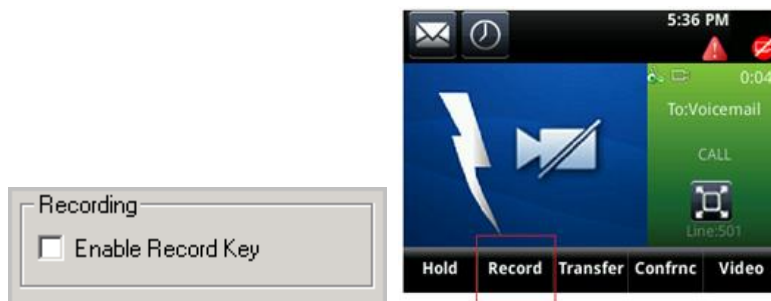 Recording
Enable Record Key
5:36 PM
0:04
To:Voicemail
CALL
Line:501
Hold Record Transfer Confrnc Video